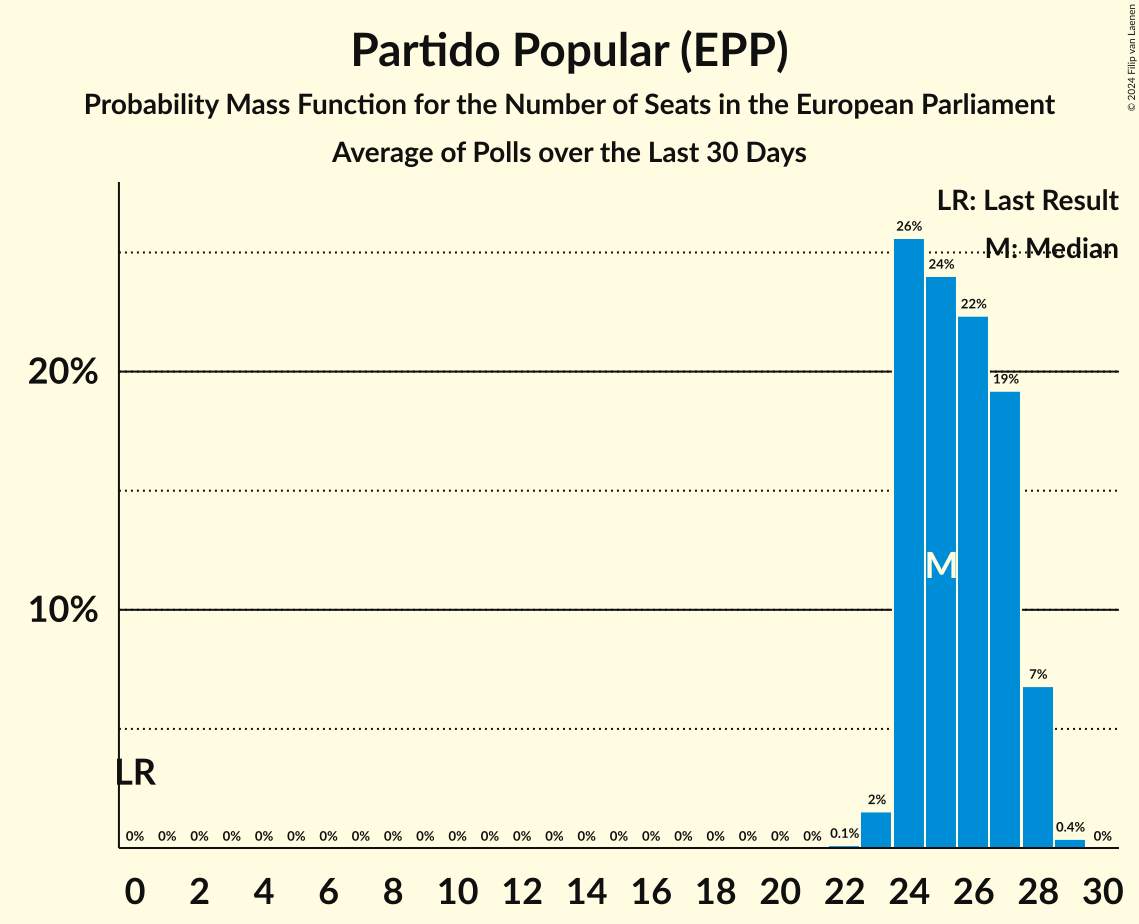 Partido Popular (EPP)
Probability Mass Function for the Number of Seats in the European Parliament
Average of Polls over the Last 30 Days
© 2024 Filip van Laenen
LR: Last Result
M: Median
26%
24%
22%
20%
19%
M
10%
7%
LR
2%
0% 0% 0% 0% 0% 0% 0% 0% 0% 0% 0% 0% 0% 0% 0% 0% 0% 0% 0% 0% 0% 0% 0.1% 0.4% 0%
0 2 4 6 8 10 12 14 16 18 20 22 24 26 28 30